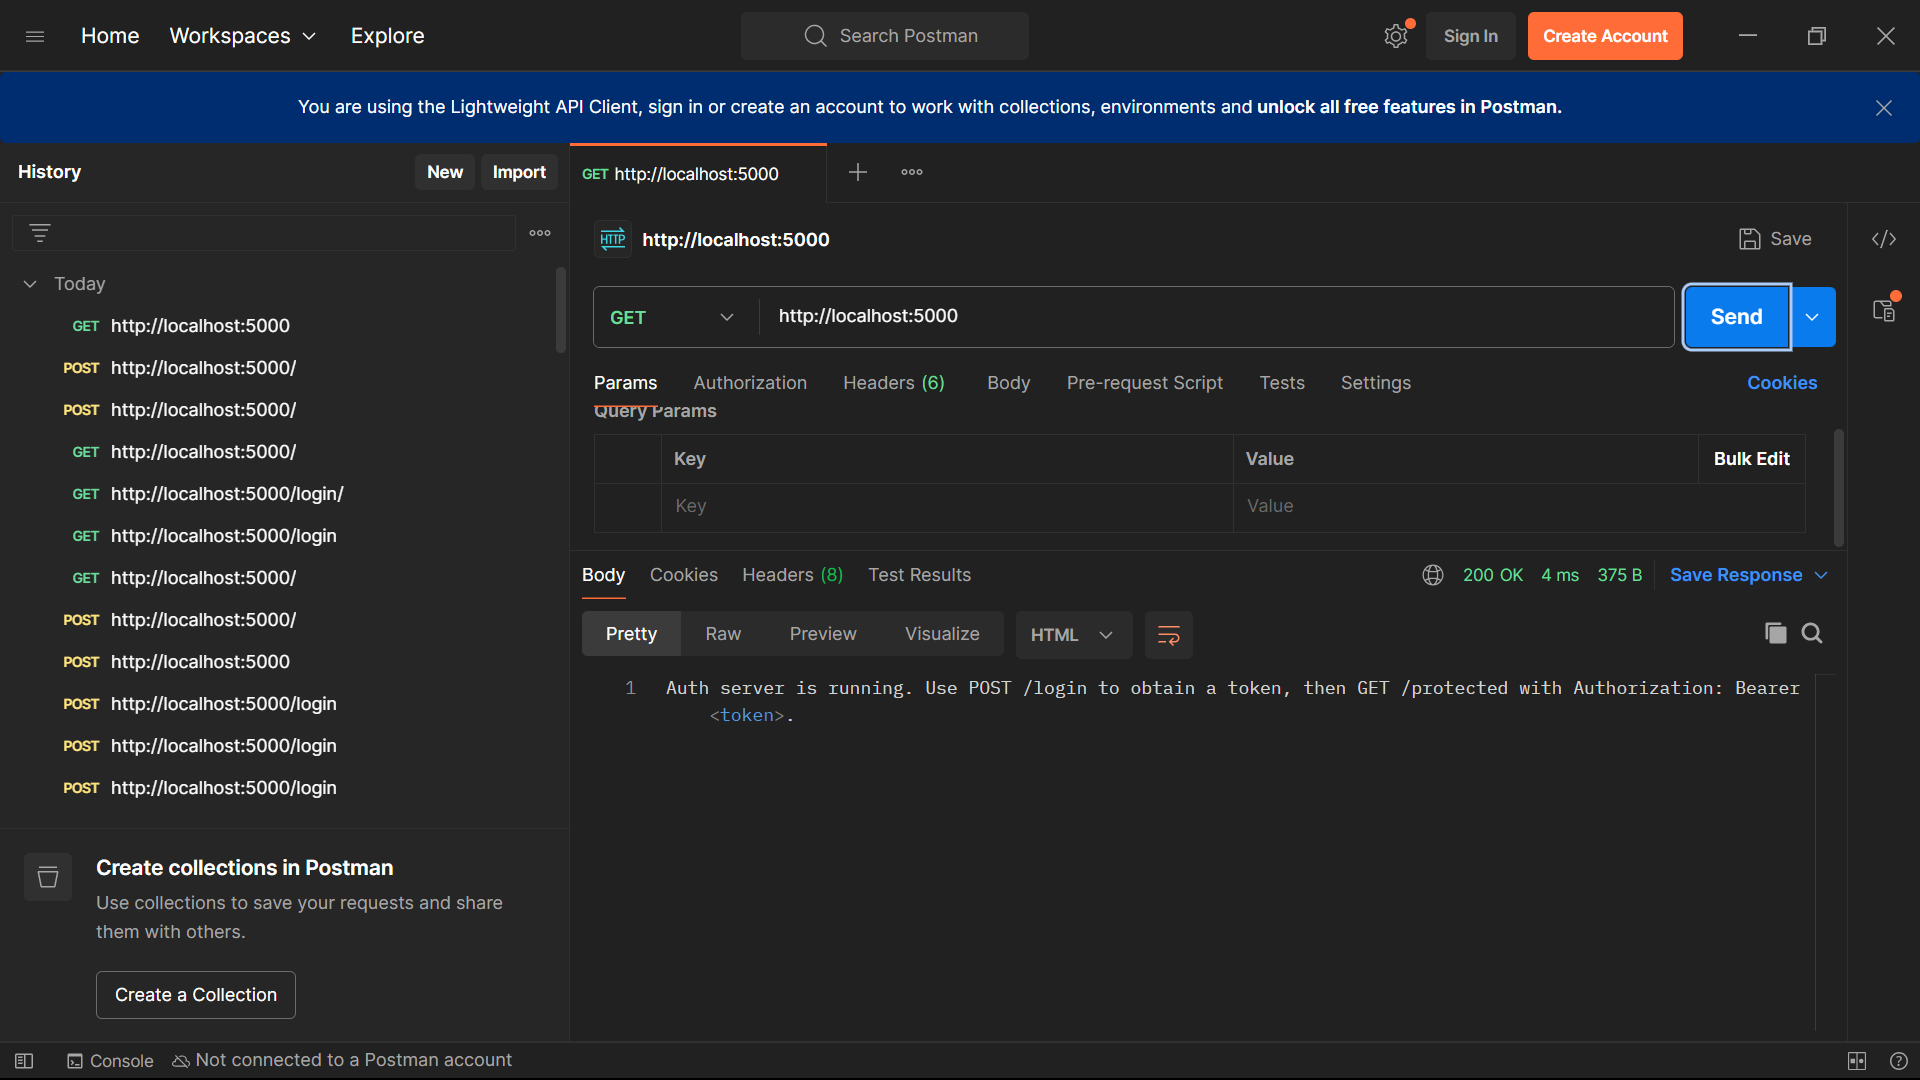 Home Workspaces Explore Search Postman Sign In Create Account
You are using the Lightweight API Client, sign in or create an account to work with collections, environments and unlock all free features in Postman.
History New Import
Today
GET http://localhost:5000
POST http://localhost:5000/
POST http://localhost:5000/
GET http://localhost:5000/
GET http://localhost:5000/login/
GET http://localhost:5000/login
GET http://localhost:5000/
POST http://localhost:5000/
POST http://localhost:5000
POST http://localhost:5000/login
POST http://localhost:5000/login
POST http://localhost:5000/login
Create collections in Postman
Use collections to save your requests and share
them with others.
Create a Collection
GET http://localhost:5000
HTTP http://localhost:5000 Save
GET http://localhost:5000 Send
Params Authorization Headers (6) Body Pre-request Script Tests Settings Cookies
Query Params
Key Value Bulk Edit
Key Value
Body Cookies Headers (8) Test Results 200 OK 4 ms 375 B Save Response
Pretty Raw Preview Visualize HTML
1 Auth server is running. Use POST /login to obtain a token, then GET /protected with Authorization: Bearer
<token>.
Console Not connected to a Postman account